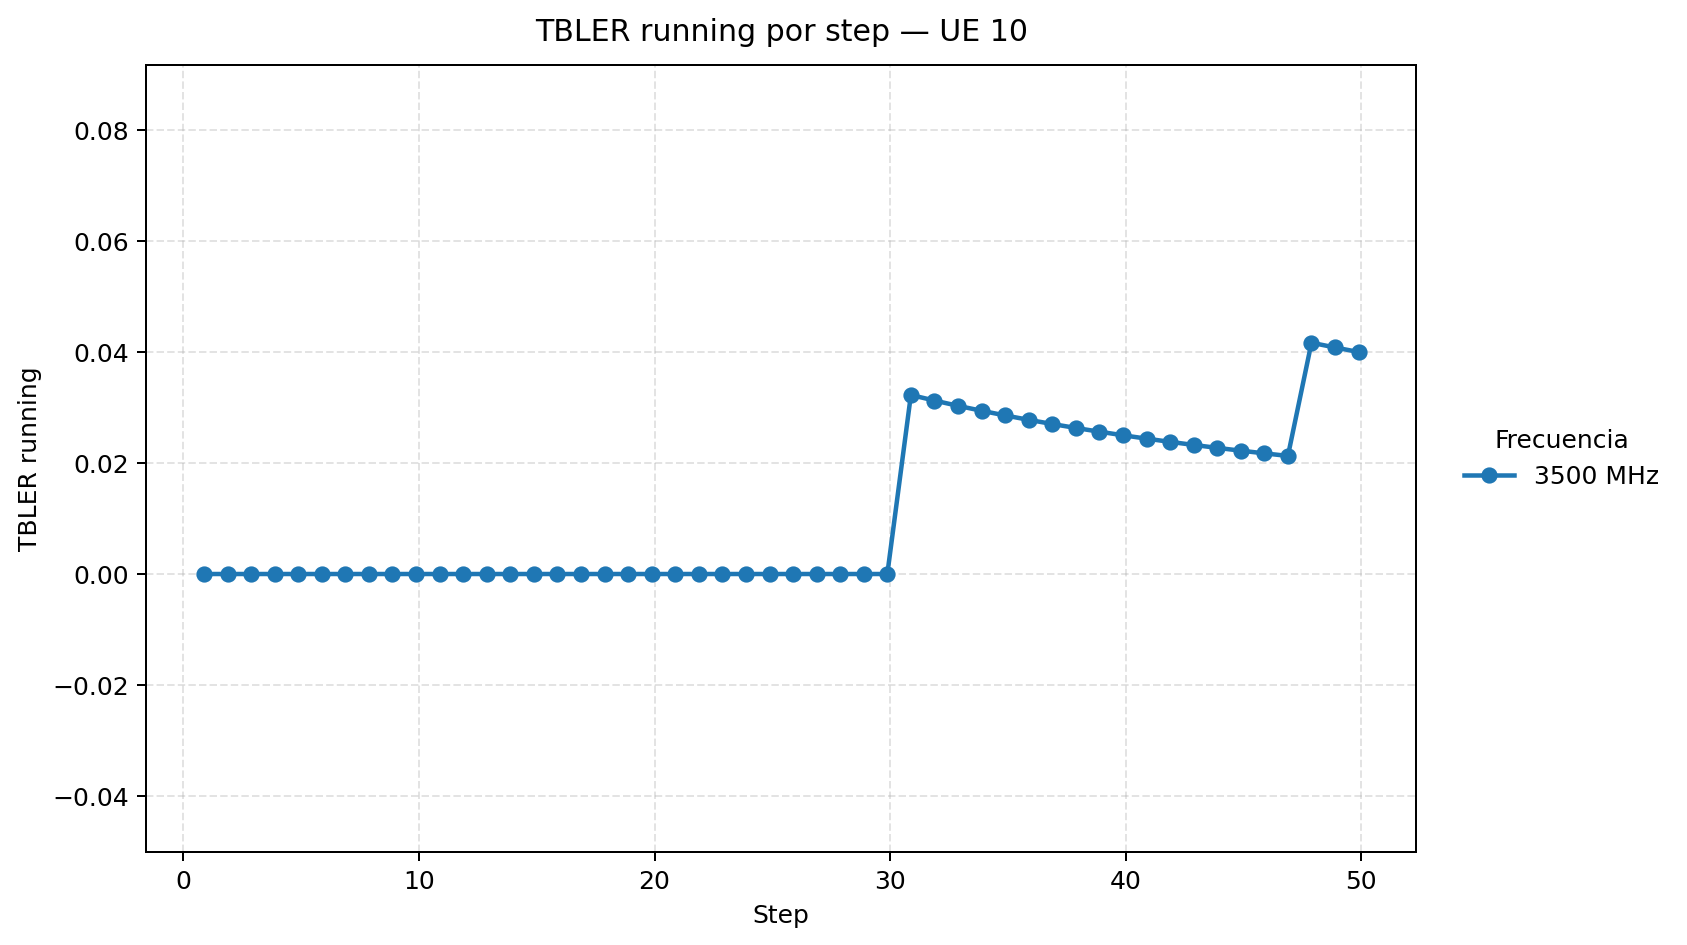 TBLER running por step — UE 10
0.08
0.06
0.04
0.02
0.00
−0.02
−0.04
TBLER running
0 10 20 30 40 50
Step
Frecuencia
3500 MHz